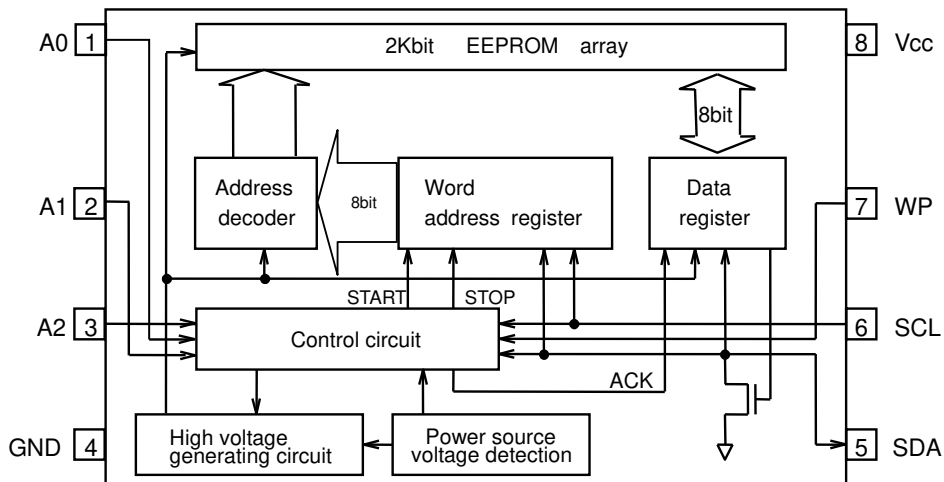 A0 1
2Kbit EEPROM array
8 Vcc
8bit
A1 2
Address
decoder
8bit
Word
address register
Data
register
7 WP
START
STOP
A2 3
Control circuit
6 SCL
ACK
GND 4
High voltage
generating circuit
Power source
voltage detection
5 SDA